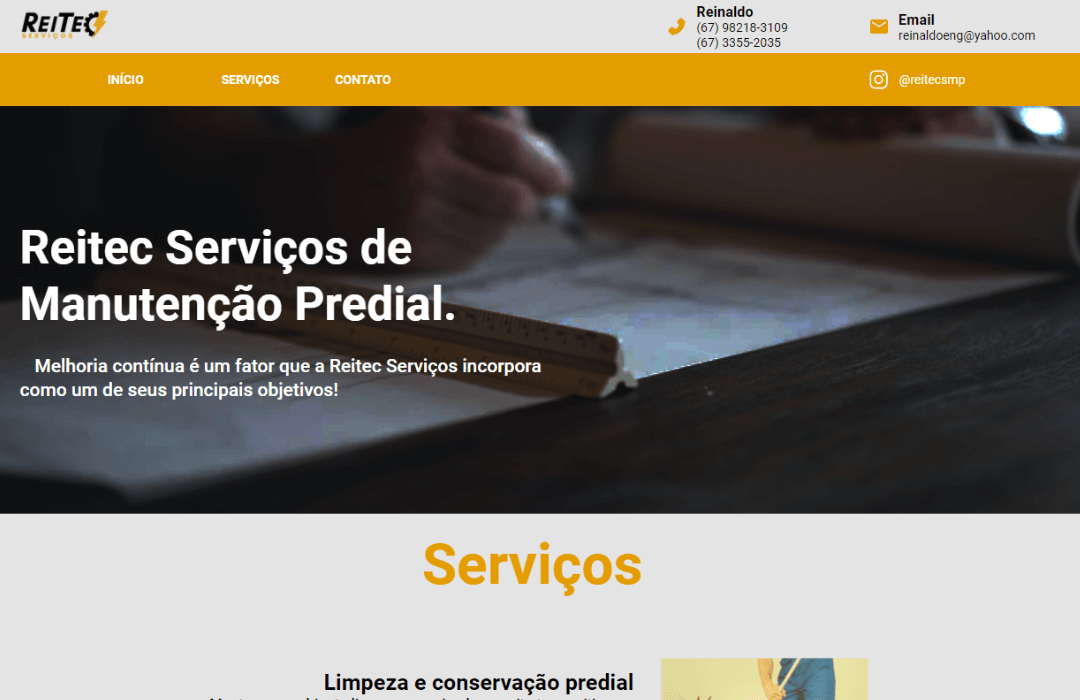 REITEC
SERVIÇOS
Reinaldo
(67) 98218-3109
(67) 3355-2035
Email
reinaldoeng@yahoo.com
INÍCIO
SERVIÇOS
CONTATO
@reitecsmp
Reitec Serviços de
Manutenção Predial.
Melhoria contínua é um fator que a Reitec Serviços incorpora
como um de seus principais objetivos!
Serviços
Limpeza e conservação predial